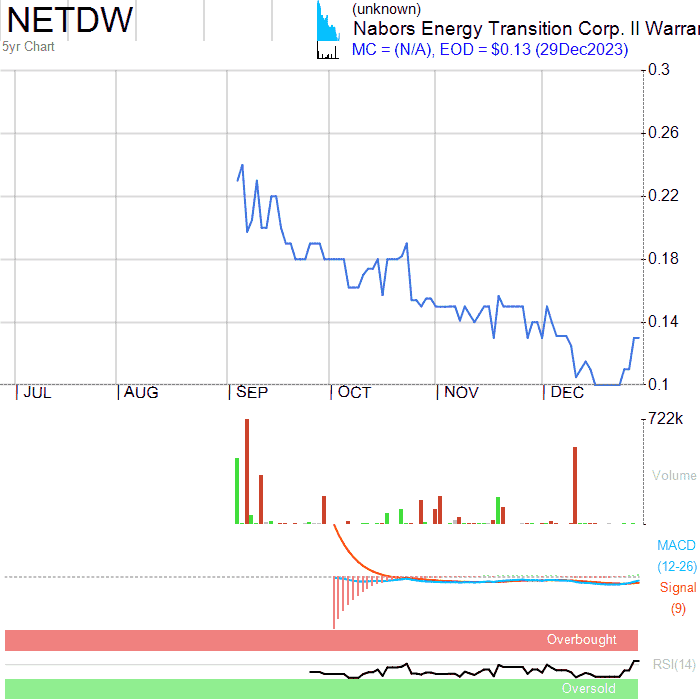 NETDW
5yr Chart
(unknown)
Nabors Energy Transition Corp. II Warra
MC = (N/A), EOD = $0.13 (29Dec2023)
0.3
0.26
0.22
0.18
0.14
0.1
JUL AUG SEP OCT NOV DEC
722k
Volume
MACD
(12-26)
Signal
(9)
Overbought
RSI(14)
Oversold